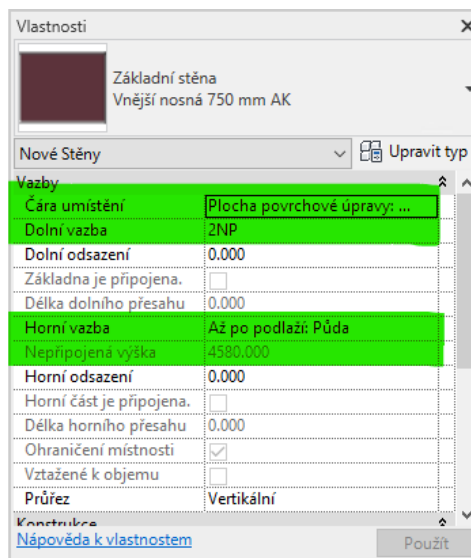 Vlastnosti
Základní stěna
Vnější nosná 750 mm AK
Nové Stěny Upravit typ
Vazby
Čára umístění Plocha povrchové úpravy: ...
Dolní vazba 2NP
Dolní odsazení 0.000
Základna je připojena.
Délka dolního přesahu 0.000
Horní vazba Až po podlaží: Půda
Nepřipojená výška 4580.000
Horní odsazení 0.000
Horní část je připojena.
Délka horního přesahu 0.000
Ohraničení místnosti
Vztažené k objemu
Průřez Vertikální
Konstrukce
Nápověda k vlastnostem Použít